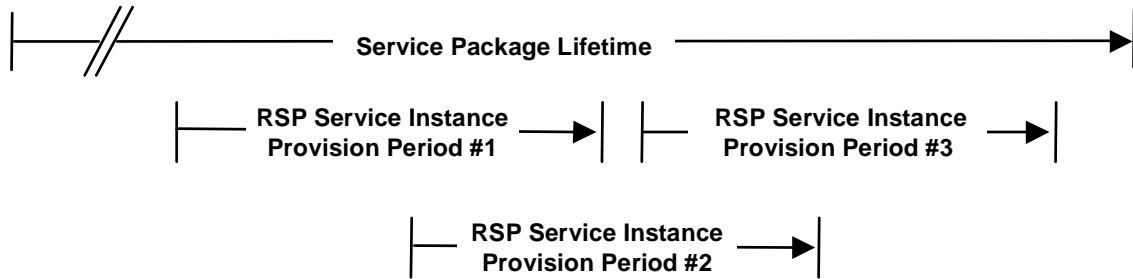 Service Package Lifetime
RSP Service Instance
Provision Period #1
RSP Service Instance
Provision Period #3
RSP Service Instance
Provision Period #2